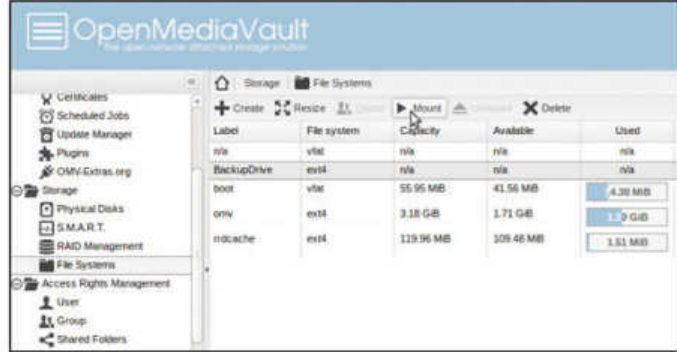 OpenMediaVault
The open network attached storage solution
Storage File Systems
Create Resize Mount Delete
Label File system Capacity Available Used
n/a vfat n/a n/a n/a
BackupDrive ext4 n/a n/a n/a
boot vfat 55.95 MiB 41.56 MiB 4.38 MiB
omv ext4 3.18 GiB 1.71 GiB GiB
rrdcache ext4 119.96 MiB 109.48 MiB 1.51 MiB
Certificates
Scheduled Jobs
Update Manager
Plugins
OMV-Extras.org
Storage
Physical Disks
S.M.A.R.T.
RAID Management
File Systems
Access Rights Management
User
Group
Shared Folders